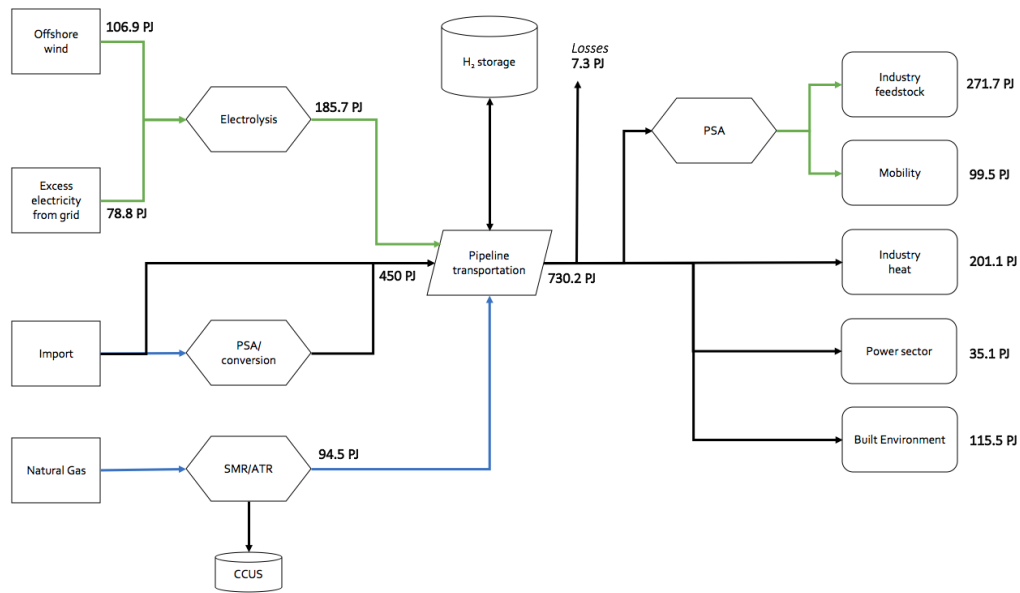 Offshore
wind
106.9 PJ
Excess
electricity
from grid
78.8 PJ
Electrolysis
185.7 PJ
H₂ storage
Losses
7.3 PJ
PSA
Industry
feedstock
271.7 PJ
Mobility
99.5 PJ
Pipeline
transportation
450 PJ
730.2 PJ
Industry
heat
201.1 PJ
Import
PSA/
conversion
Power sector
35.1 PJ
Natural Gas
SMR/ATR
94.5 PJ
Built Environment
115.5 PJ
CCUS